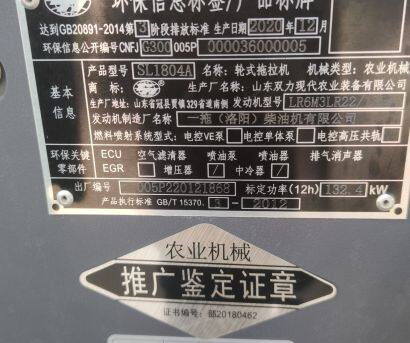 环保信息标签/产品标牌
达到GB20891-2014第3阶段排放标准 生产日期2020年12月
环保信息公开编号CNFJ G300 005P 000036000005
基本信息
产品型号 SL1804A 名称：轮式拖拉机 机械类型：农业机械
厂商：山东双力现代农业装备有限公司
生产地址：山东省冠县贾镇329省道南侧 发动机型号 LR6M3LR22/
发动机制造厂名称 一拖（洛阳）柴油机有限公司
燃料喷射系统型式：电控VE泵 电控单体泵 电控高压共轨
环保关键零部件
ECU 空气滤清器 喷油泵 喷油器 排气消声器
EGR 增压器 中冷器
出厂编号 005P220121868 标定功率(12h) 132.4 kW
产品执行标准 GB/T 15370. 3 - 2012
农业机械
推广鉴定证章
证书编号：部20180462